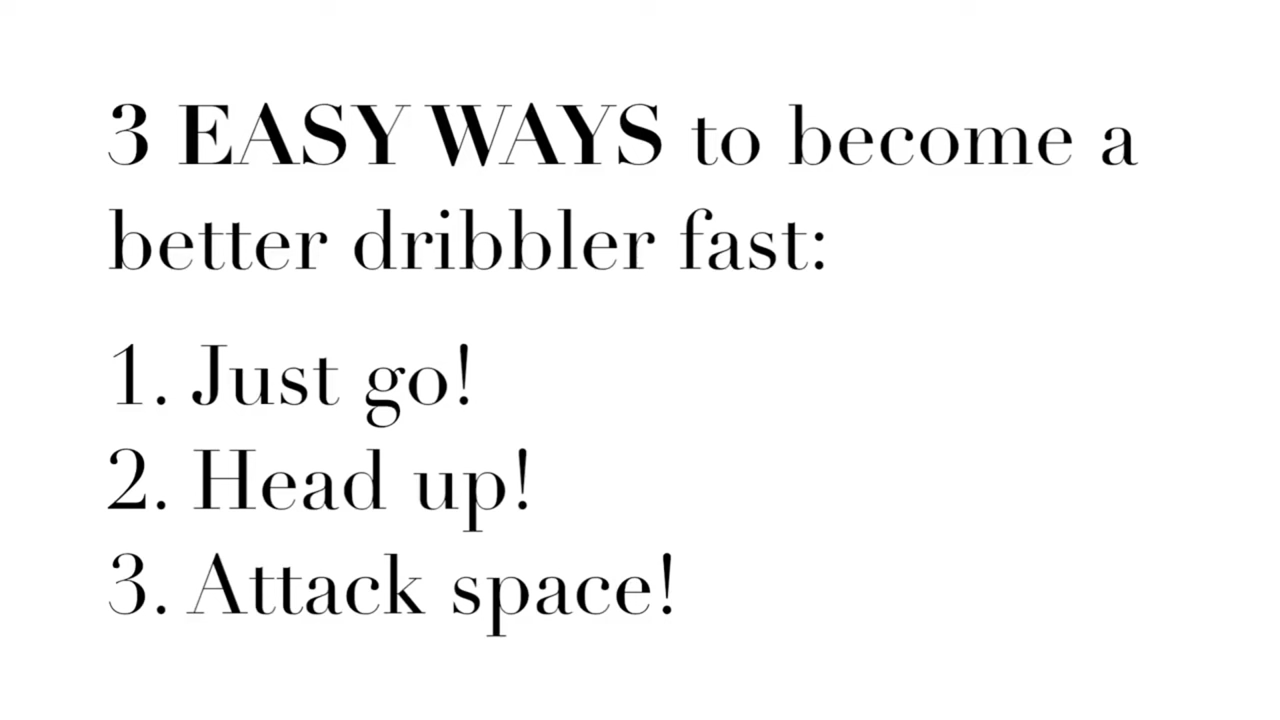 3 EASY WAYS to become a
better dribbler fast:
1. Just go!
2. Head up!
3. Attack space!